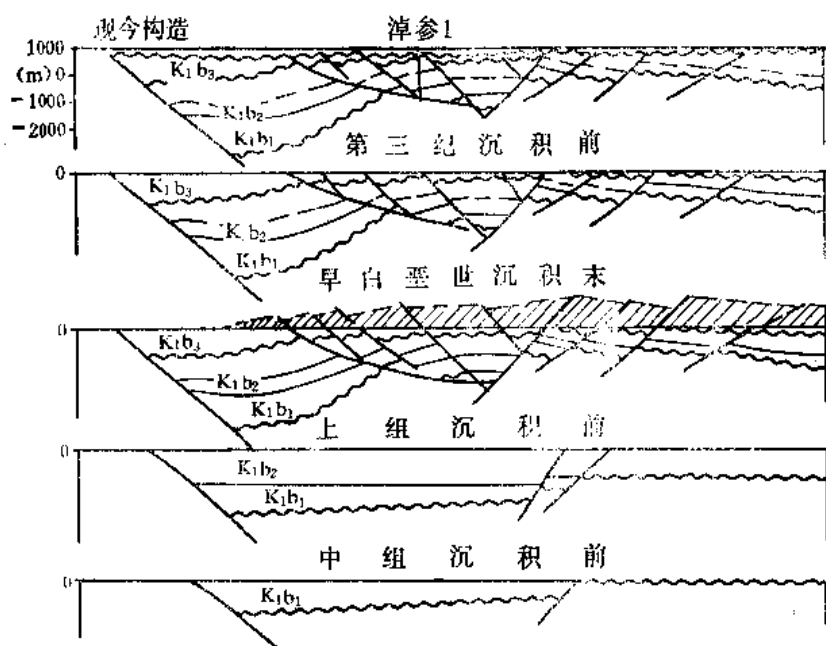 现今构造 淖参1
1000
(m) 0
-1000
-2000
K₁b₃
K₁b₂
K₁b₁
第三纪沉积前
0
K₁b₃
K₁b₂
K₁b₁
早白垩世沉积末
0
K₁b₃
K₁b₂
K₁b₁
上组沉积前
0
K₁b₂
K₁b₁
中组沉积前
0
K₁b₁